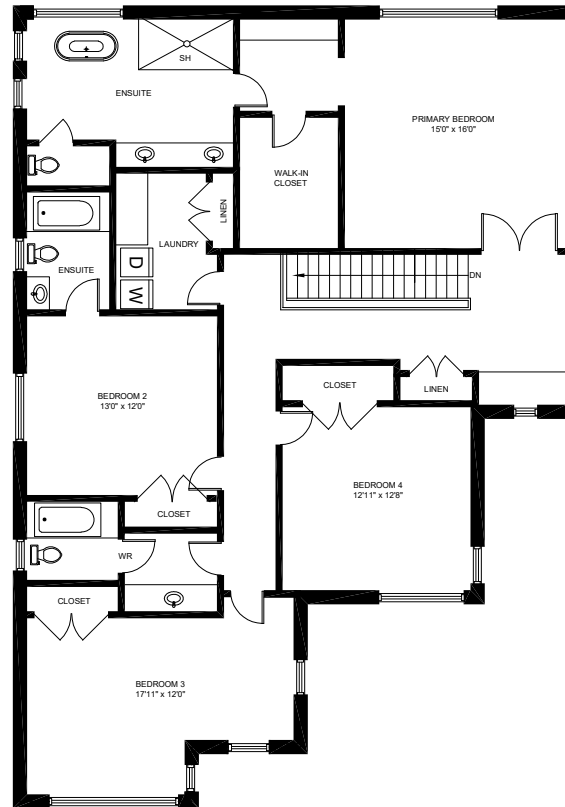 SH
ENSUITE
PRIMARY BEDROOM
15'0" x 16'0"
WALK-IN
CLOSET
LINEN
LAUNDRY
D
W
ENSUITE
DN
BEDROOM 2
13'0" x 12'0"
CLOSET
LINEN
BEDROOM 4
12'11" x 12'8"
CLOSET
WR
CLOSET
BEDROOM 3
17'11" x 12'0"